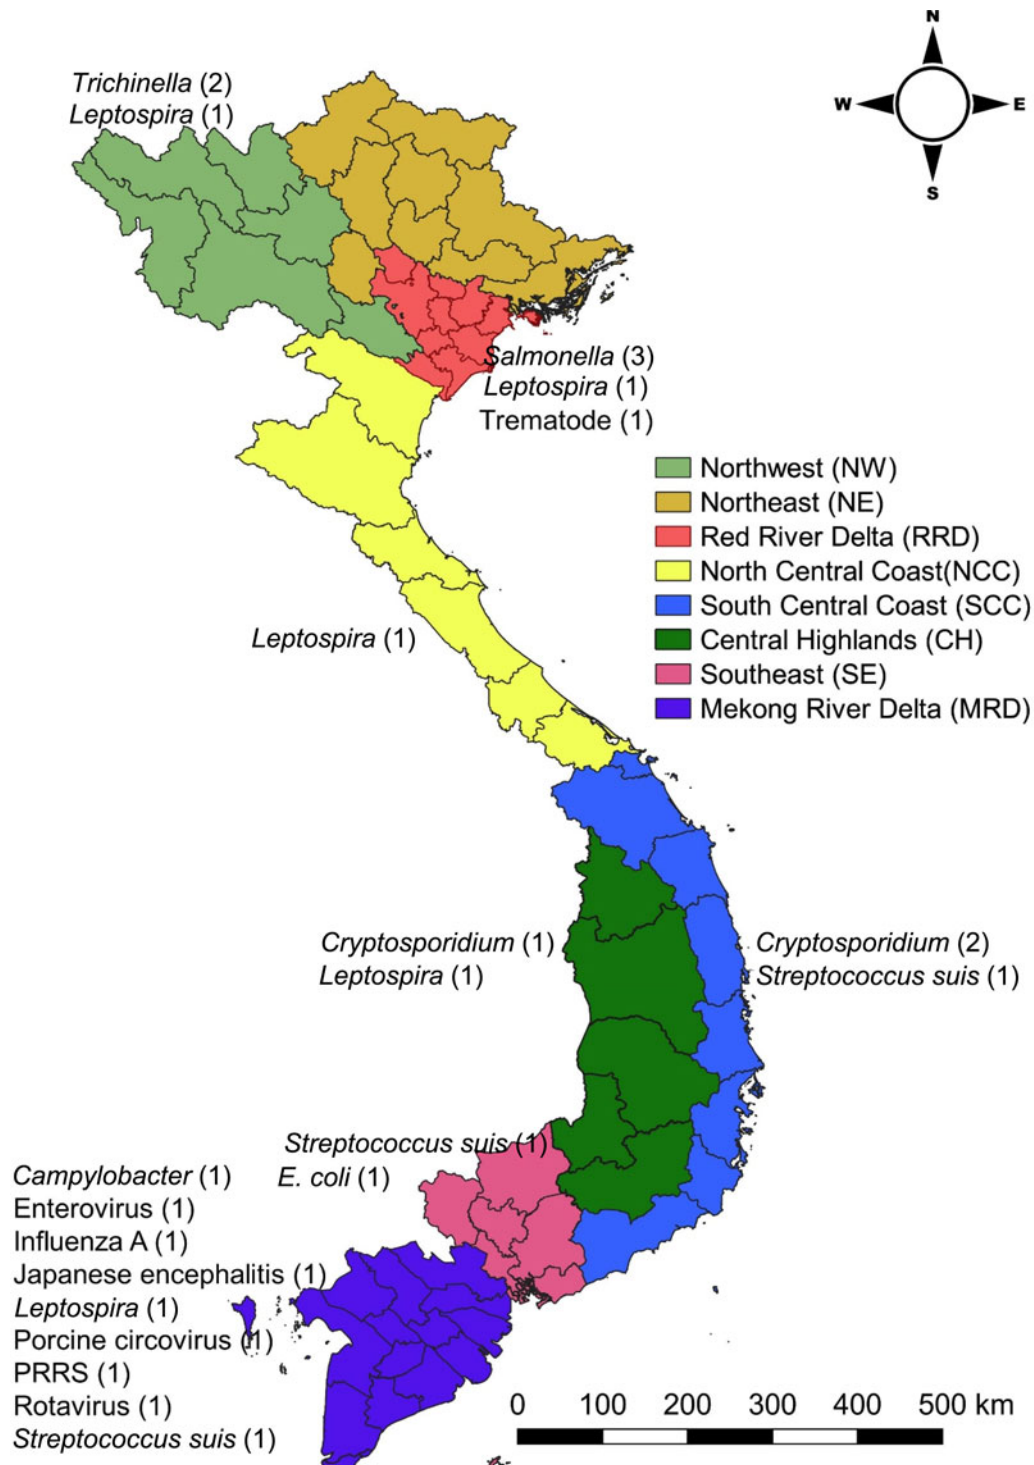 N
W E
S
Trichinella (2)
Leptospira (1)
Salmonella (3)
Leptospira (1)
Trematode (1)
Northwest (NW)
Northeast (NE)
Red River Delta (RRD)
North Central Coast(NCC)
South Central Coast (SCC)
Central Highlands (CH)
Southeast (SE)
Mekong River Delta (MRD)
Leptospira (1)
Cryptosporidium (1)
Leptospira (1)
Cryptosporidium (2)
Streptococcus suis (1)
Streptococcus suis (1)
E. coli (1)
Campylobacter (1)
Enterovirus (1)
Influenza A (1)
Japanese encephalitis (1)
Leptospira (1)
Porcine circovirus (1)
PRRS (1)
Rotavirus (1)
Streptococcus suis (1)
0 100 200 300 400 500 km